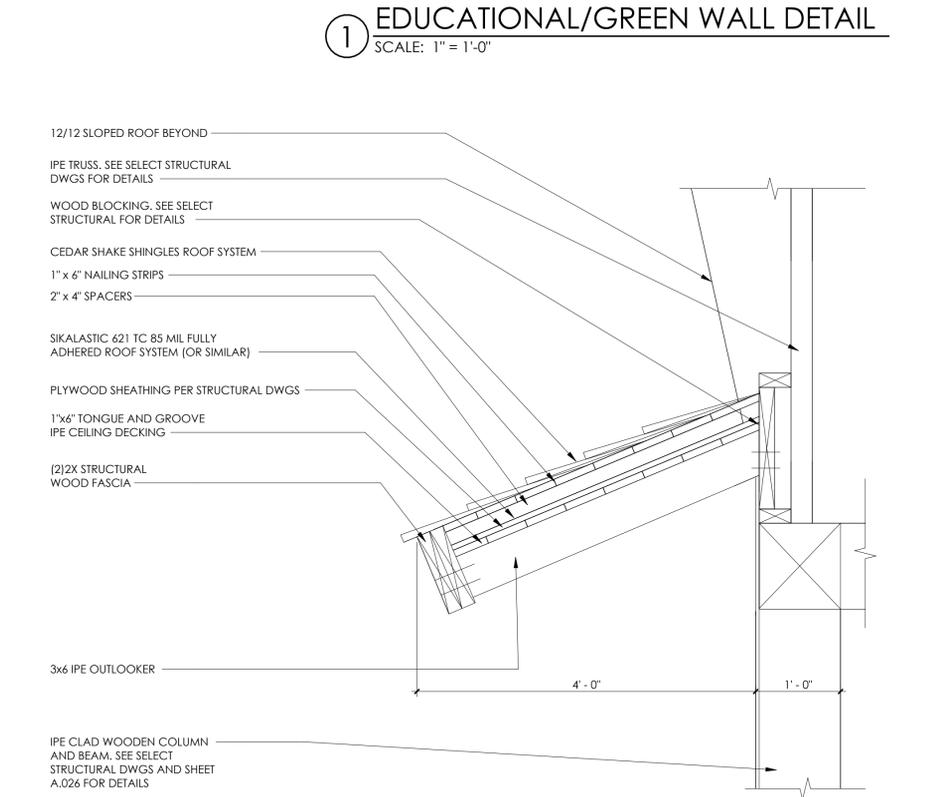 1
EDUCATIONAL/GREEN WALL DETAIL
SCALE: 1" = 1'-0"
12/12 SLOPED ROOF BEYOND
IPE TRUSS. SEE SELECT STRUCTURAL
DWGS FOR DETAILS
WOOD BLOCKING. SEE SELECT
STRUCTURAL FOR DETAILS
CEDAR SHAKE SHINGLES ROOF SYSTEM
1" x 6" NAILING STRIPS
2" x 4" SPACERS
SIKALASTIC 621 TC 85 MIL FULLY
ADHERED ROOF SYSTEM (OR SIMILAR)
PLYWOOD SHEATHING PER STRUCTURAL DWGS
1"x6" TONGUE AND GROOVE
IPE CEILING DECKING
(2)2X STRUCTURAL
WOOD FASCIA
3x6 IPE OUTLOOKER
4' - 0"
1' - 0"
IPE CLAD WOODEN COLUMN
AND BEAM. SEE SELECT
STRUCTURAL DWGS AND SHEET
A.026 FOR DETAILS